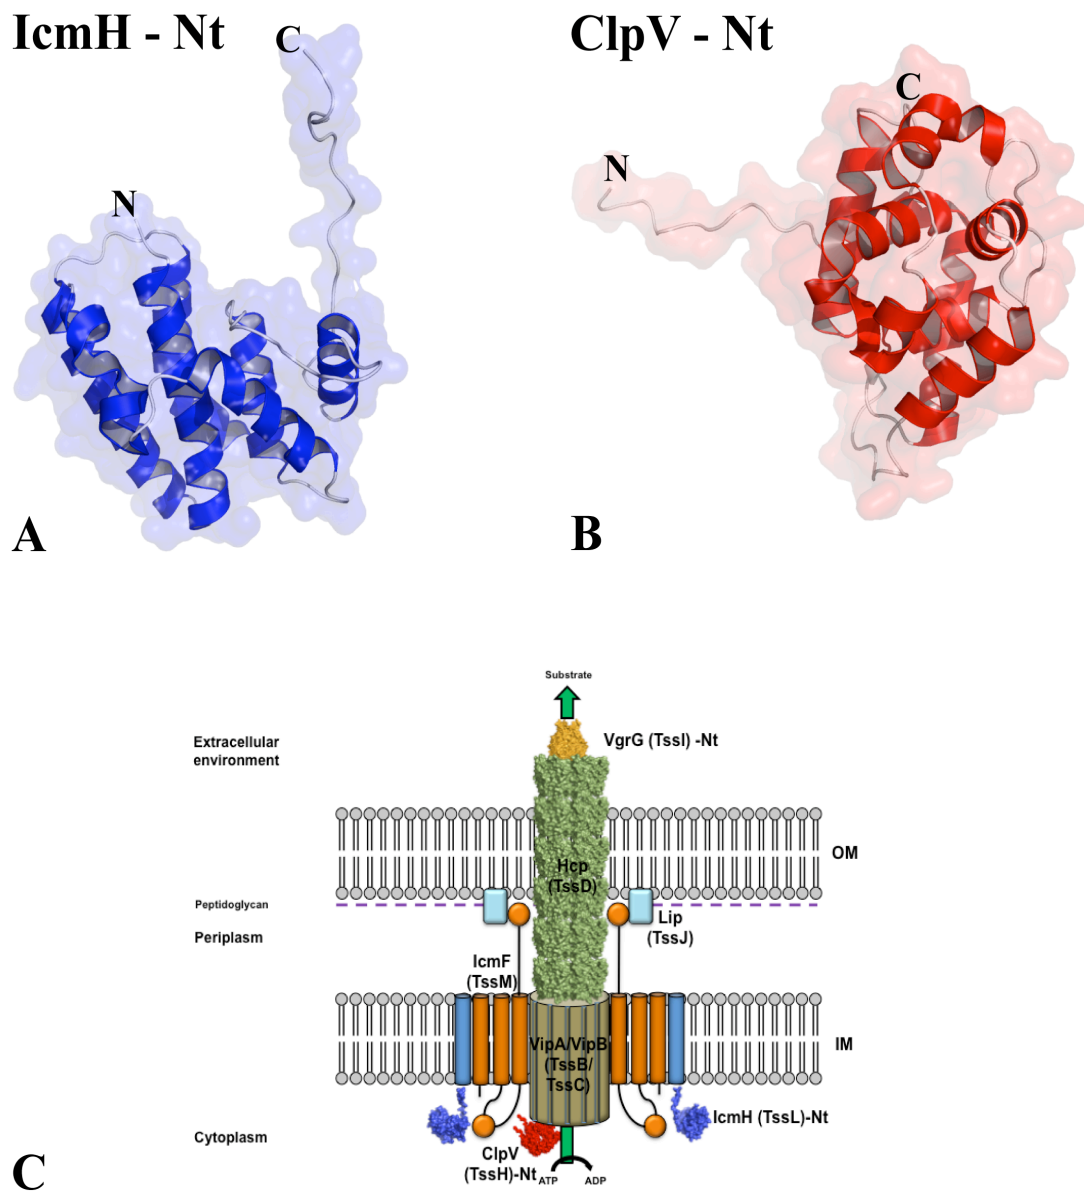 IcmH - Nt
C
N
A
ClpV - Nt
C
N
B
Substrate
VgrG (TssI) -Nt
Extracellular
environment
OM
Hcp
(TssD)
Peptidoglycan
Periplasm
Lip
(TssJ)
IcmF
(TssM)
VipA/VipB
(TssB/
TssC)
IM
IcmH (TssL)-Nt
Cytoplasm
ClpV
(TssH)-Nt
ATP
ADP
C